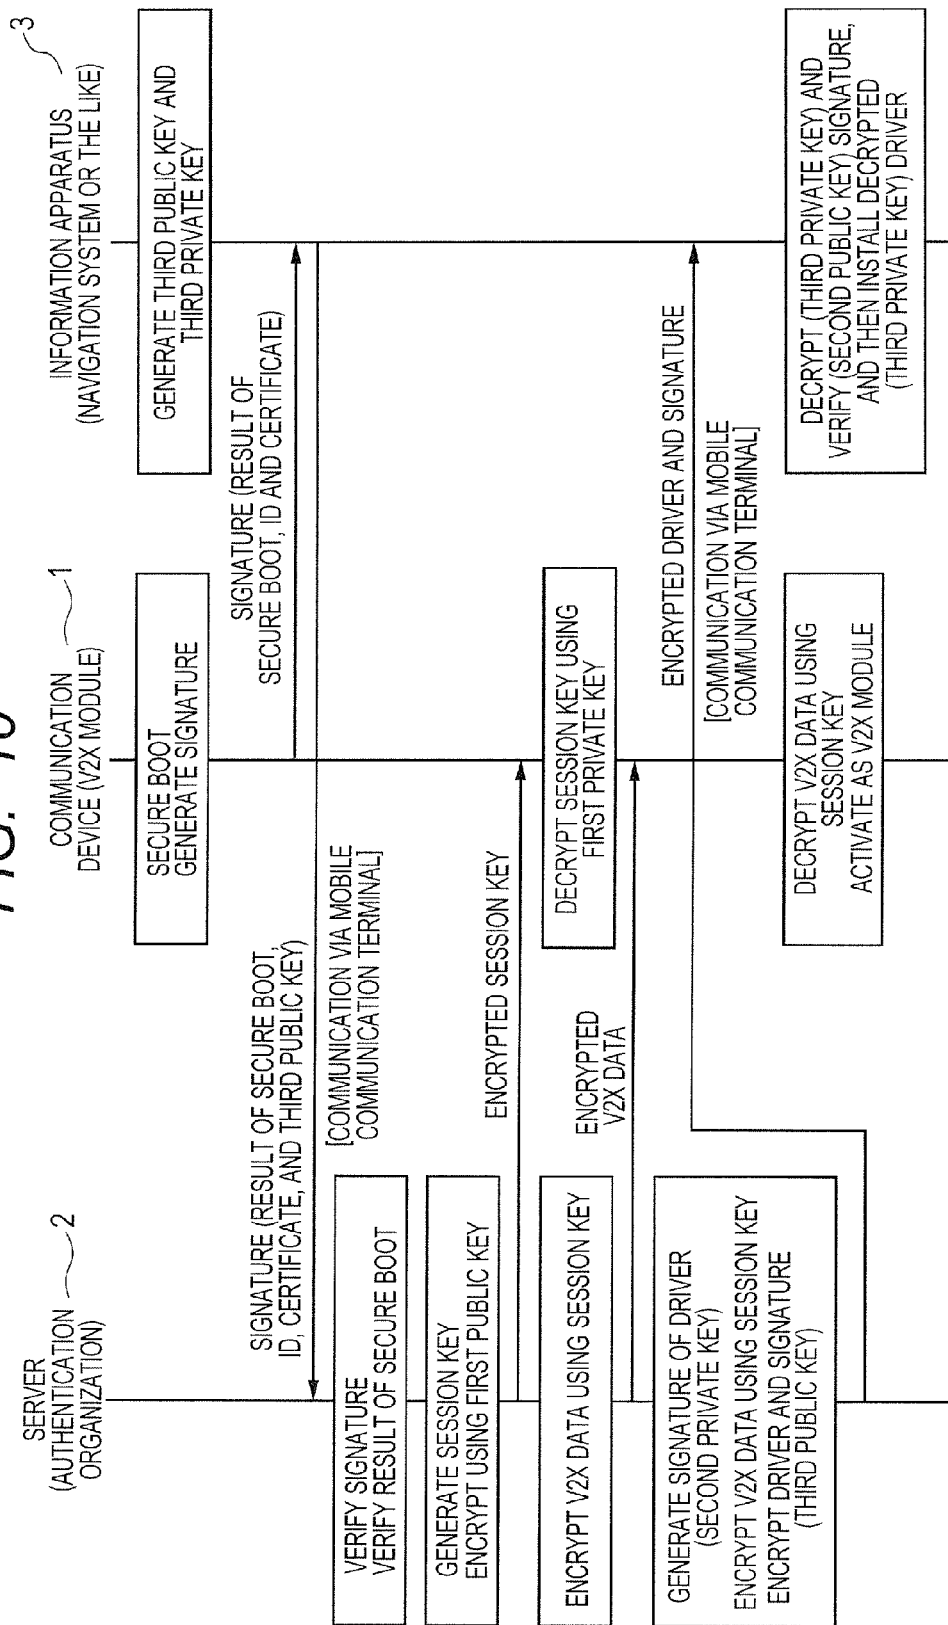 FIG. 10
SERVER
(AUTHENTICATION
ORGANIZATION)
2
COMMUNICATION
DEVICE (V2X MODULE)
1
INFORMATION APPARATUS
(NAVIGATION SYSTEM OR THE LIKE)
3
SECURE BOOT
GENERATE SIGNATURE
GENERATE THIRD PUBLIC KEY AND
THIRD PRIVATE KEY
SIGNATURE (RESULT OF
SECURE BOOT, ID AND CERTIFICATE)
SIGNATURE (RESULT OF SECURE BOOT,
ID, CERTIFICATE, AND THIRD PUBLIC KEY)
[COMMUNICATION VIA MOBILE
COMMUNICATION TERMINAL]
VERIFY SIGNATURE
VERIFY RESULT OF SECURE BOOT
GENERATE SESSION KEY
ENCRYPT USING FIRST PUBLIC KEY
ENCRYPTED SESSION KEY
ENCRYPT V2X DATA USING SESSION KEY
DECRYPT SESSION KEY USING
FIRST PRIVATE KEY
ENCRYPTED
V2X DATA
GENERATE SIGNATURE OF DRIVER
(SECOND PRIVATE KEY)
ENCRYPT V2X DATA USING SESSION KEY
ENCRYPT DRIVER AND SIGNATURE
(THIRD PUBLIC KEY)
ENCRYPTED DRIVER AND SIGNATURE
[COMMUNICATION VIA MOBILE
COMMUNICATION TERMINAL]
DECRYPT V2X DATA USING
SESSION KEY
ACTIVATE AS V2X MODULE
DECRYPT (THIRD PRIVATE KEY) AND
VERIFY (SECOND PUBLIC KEY) SIGNATURE,
AND THEN INSTALL DECRYPTED
(THIRD PRIVATE KEY) DRIVER